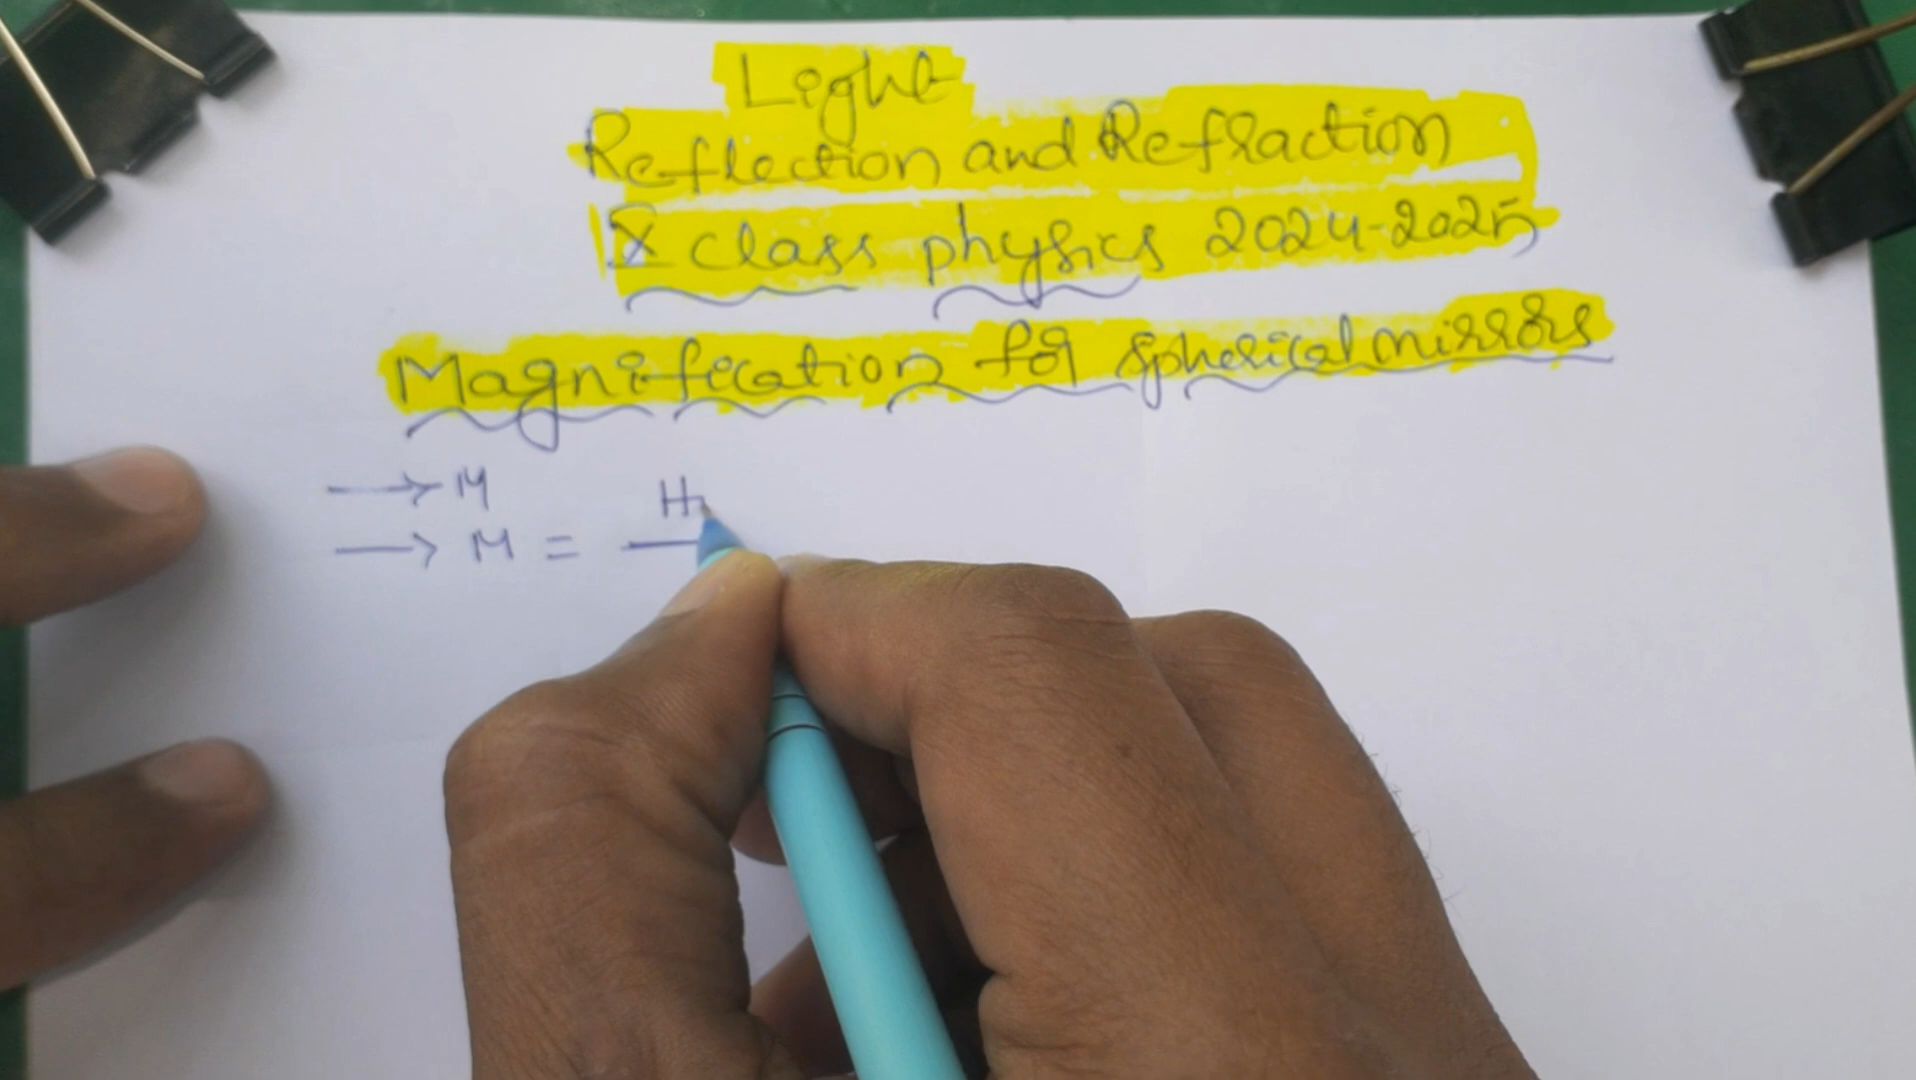 Light
Reflection and Refraction
X class physics 2024-2025
Magnification for spherical mirrors
→ M
→ M = H